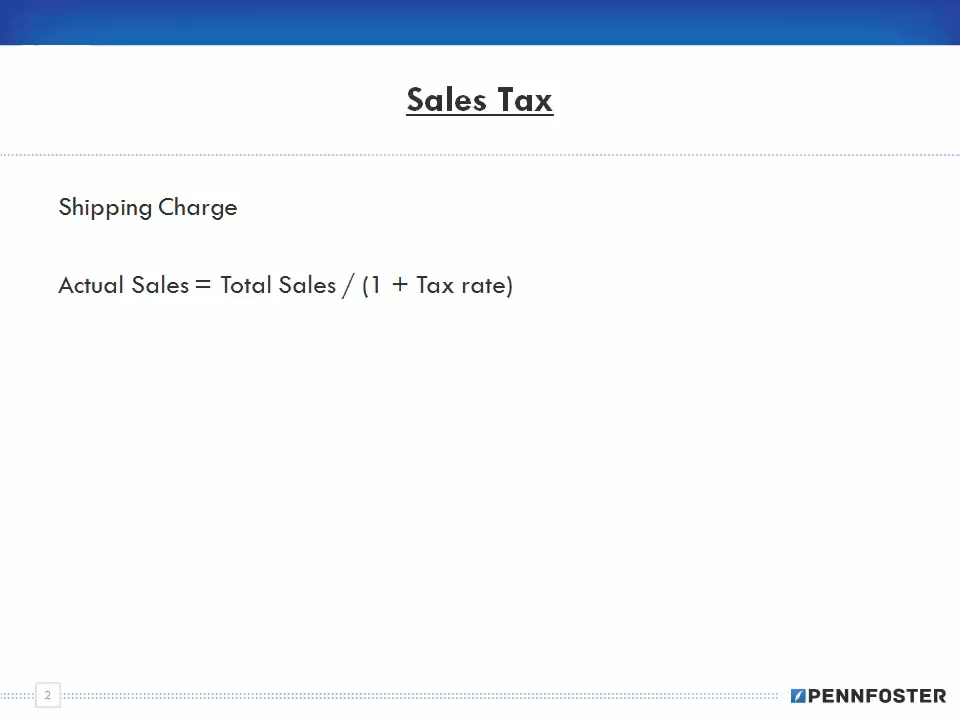 Sales Tax
Shipping Charge
Actual Sales = Total Sales / (1 + Tax rate)
2
PENNFOSTER